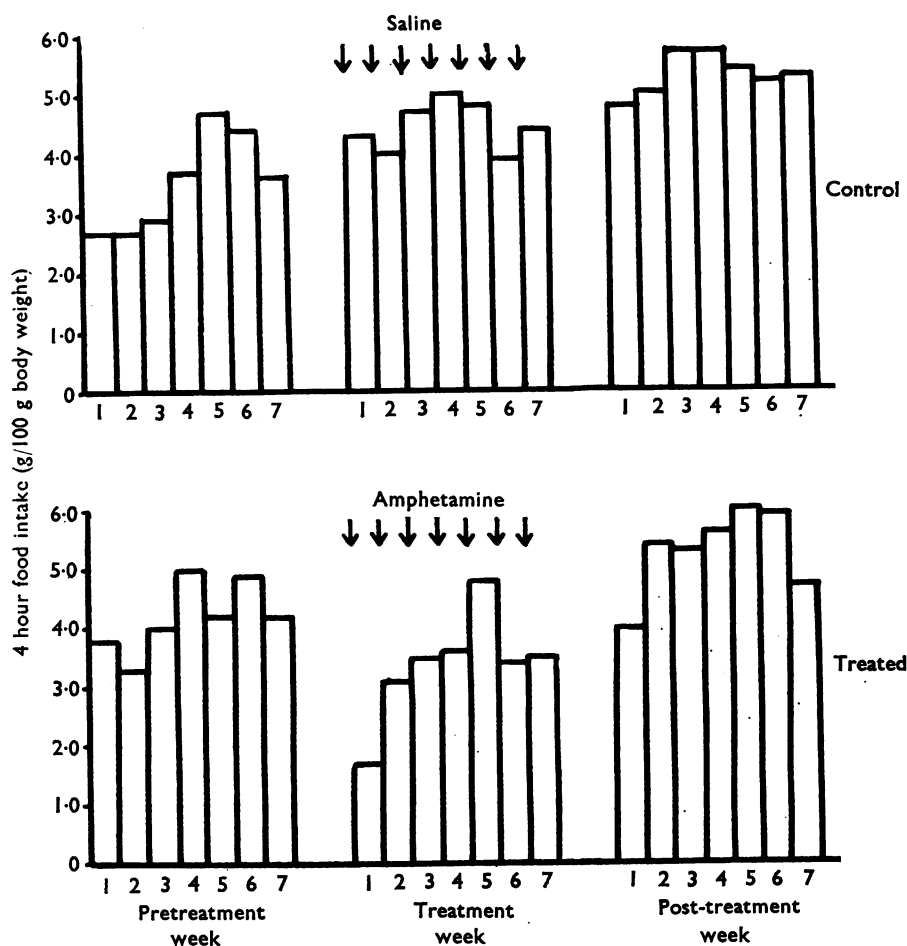 Saline
6·0
5·0
4·0
3·0
2·0
1·0
0
Control
1 2 3 4 5 6 7
1 2 3 4 5 6 7
1 2 3 4 5 6 7
4 hour food intake (g/100 g body weight)
Amphetamine
6·0
5·0
4·0
3·0
2·0
1·0
0
Treated
1 2 3 4 5 6 7
1 2 3 4 5 6 7
1 2 3 4 5 6 7
Pretreatment
week
Treatment
week
Post-treatment
week